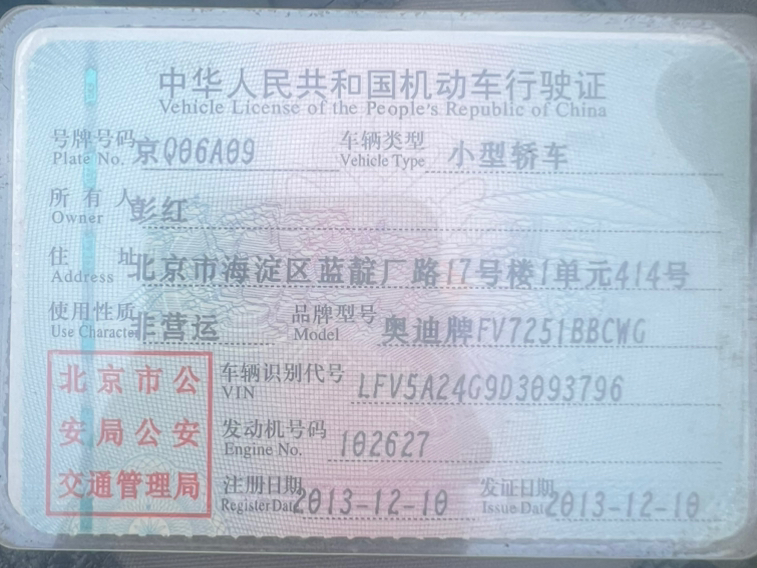 中华人民共和国机动车行驶证
Vehicle License of the People's Republic of China
号牌号码 京Q06A09 车辆类型 小型轿车
Plate No. Vehicle Type
所有人 彭红
Owner
住址 北京市海淀区蓝靛厂路17号楼1单元414号
Address
使用性质 非营运 品牌型号 奥迪牌FV7251BBCWG
Use Character Model
北京市公安局公安交通管理局
车辆识别代号 LFV5A24G9D3093796
VIN
发动机号码 102627
Engine No.
注册日期 2013-12-10 发证日期 2013-12-10
Register Date Issue Date